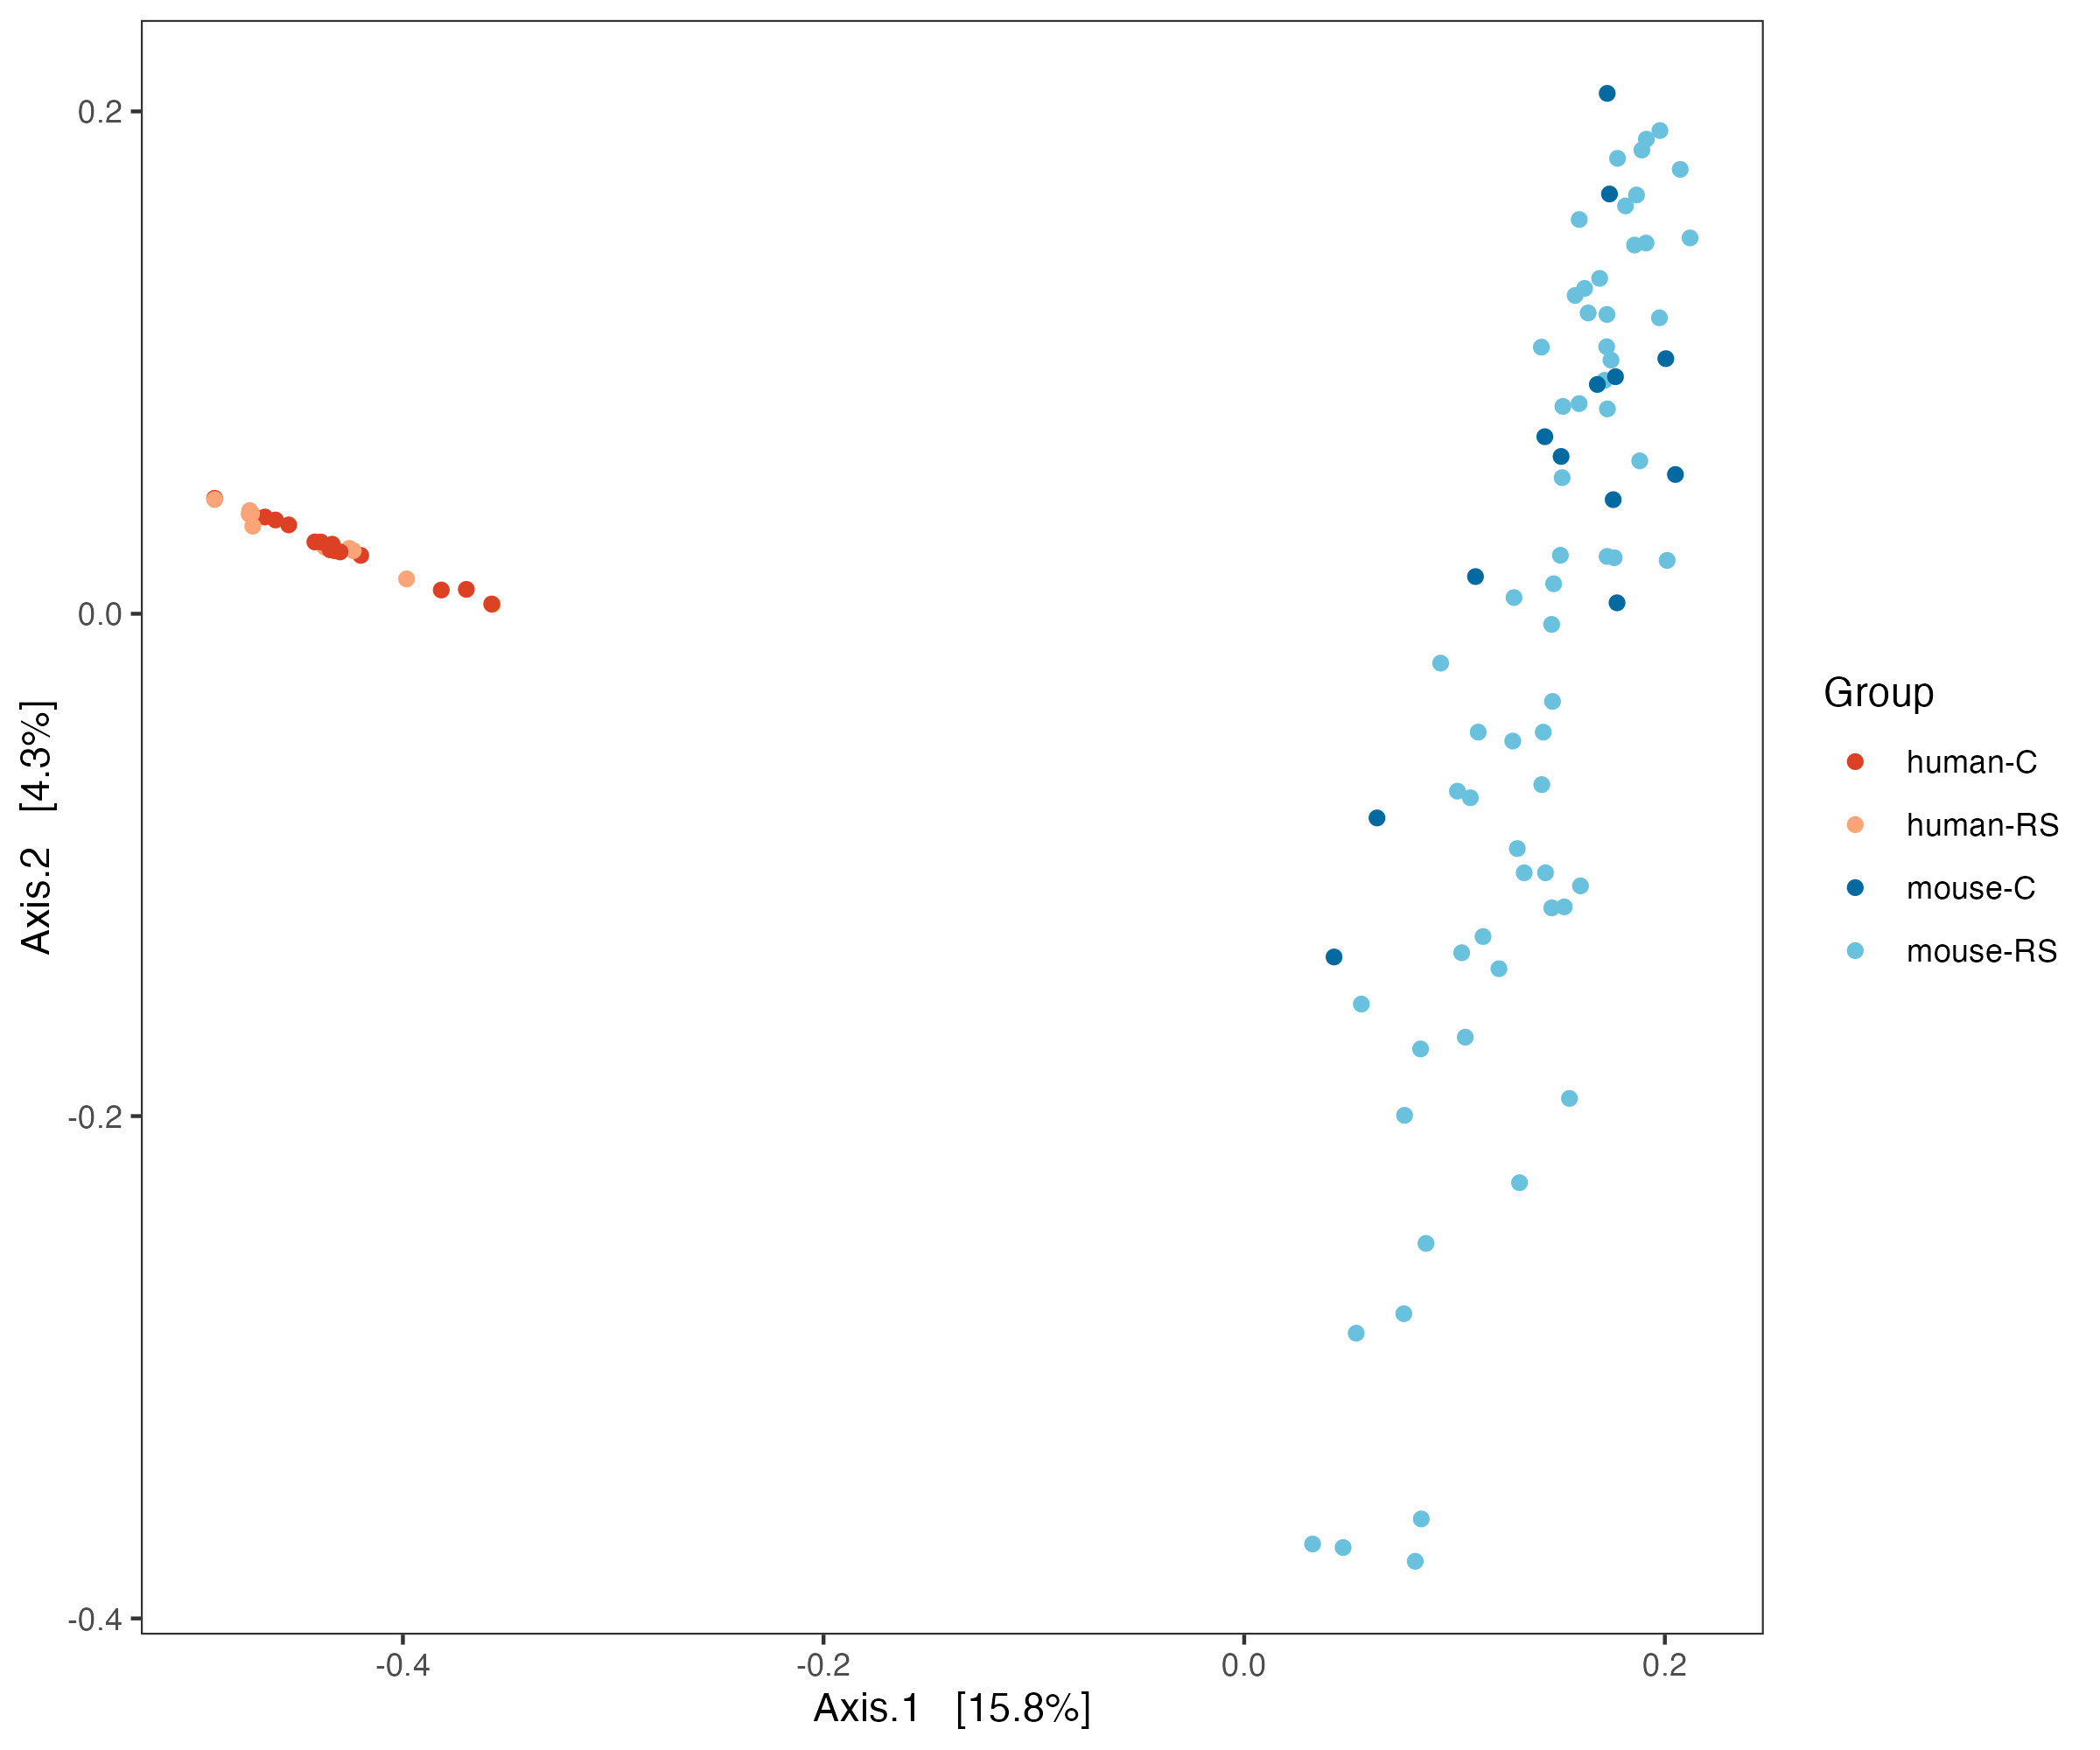 0.2
0.0
-0.2
-0.4
Axis.2 [4.3%]
-0.4
-0.2
0.0
0.2
Axis.1 [15.8%]
Group
human-C
human-RS
mouse-C
mouse-RS